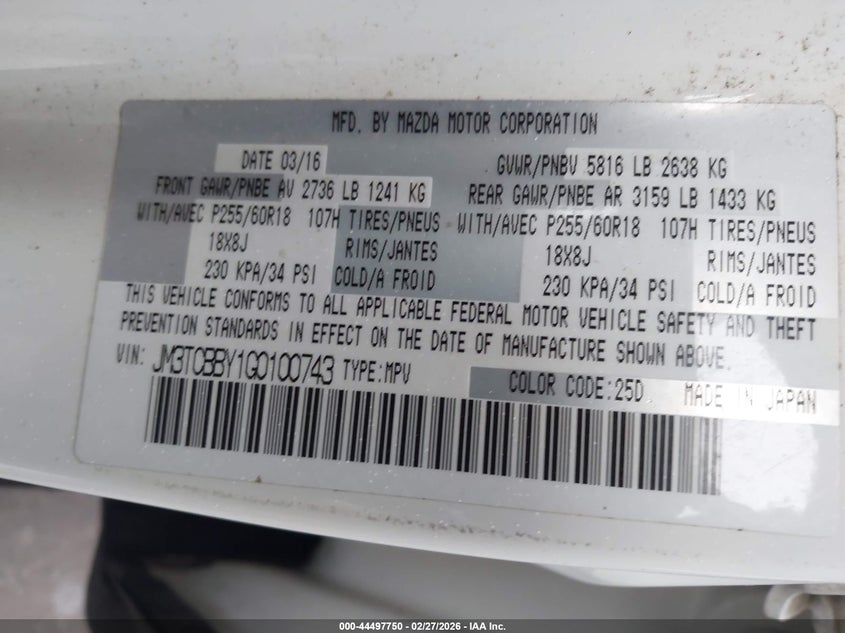 MFD. BY MAZDA MOTOR CORPORATION
DATE 03/16 GVWR/PNBV 5816 LB 2638 KG
FRONT GAWR/PNBE AV 2736 LB 1241 KG REAR GAWR/PNBE AR 3159 LB 1433 KG
WITH/AVEC P255/60R18 107H TIRES/PNEUS WITH/AVEC P255/60R18 107H TIRES/PNEUS
18X8J RIMS/JANTES 18X8J RIMS/JANTES
230 KPA/34 PSI COLD/A FROID 230 KPA/34 PSI COLD/A FROID
THIS VEHICLE CONFORMS TO ALL APPLICABLE FEDERAL MOTOR VEHICLE SAFETY AND THEFT
PREVENTION STANDARDS IN EFFECT ON THE DATE OF MANUFACTURE SHOWN ABOVE.
VIN: JM3TCBBY1G0100743 TYPE:MPV COLOR CODE:25D MADE IN JAPAN
000-44497750 | 02/27/2026 | IAA Inc.